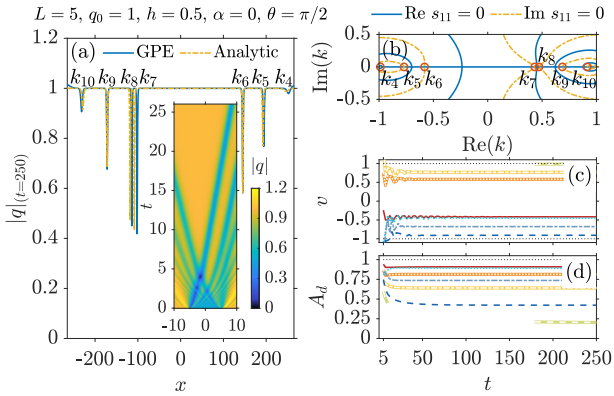 L = 5, q₀ = 1, h = 0.5, α = 0, θ = π/2
(a) GPE Analytic
k₁₀ k₉ k₈ k₇ k₆ k₅ k₄
|q|₍ₜ₌₂₅₀₎
1.2
1
0.8
0.6
0.4
0.2
0
-200 -100 0 100 200
x
t
25
20
15
10
5
0
-10 0 10
|q|
1.2
0.9
0.6
0.3
0
Re s₁₁ = 0 Im s₁₁ = 0
(b)
Im(k)
0.5
0
-0.5
k₄ k₅ k₆ k₇ k₈ k₉ k₁₀
-1 -0.5 0 0.5 1
Re(k)
(c)
v
1
0.5
0
-0.5
-1
(d)
A_d
1
0.75
0.5
0.25
0
5 50 100 150 200 250
t